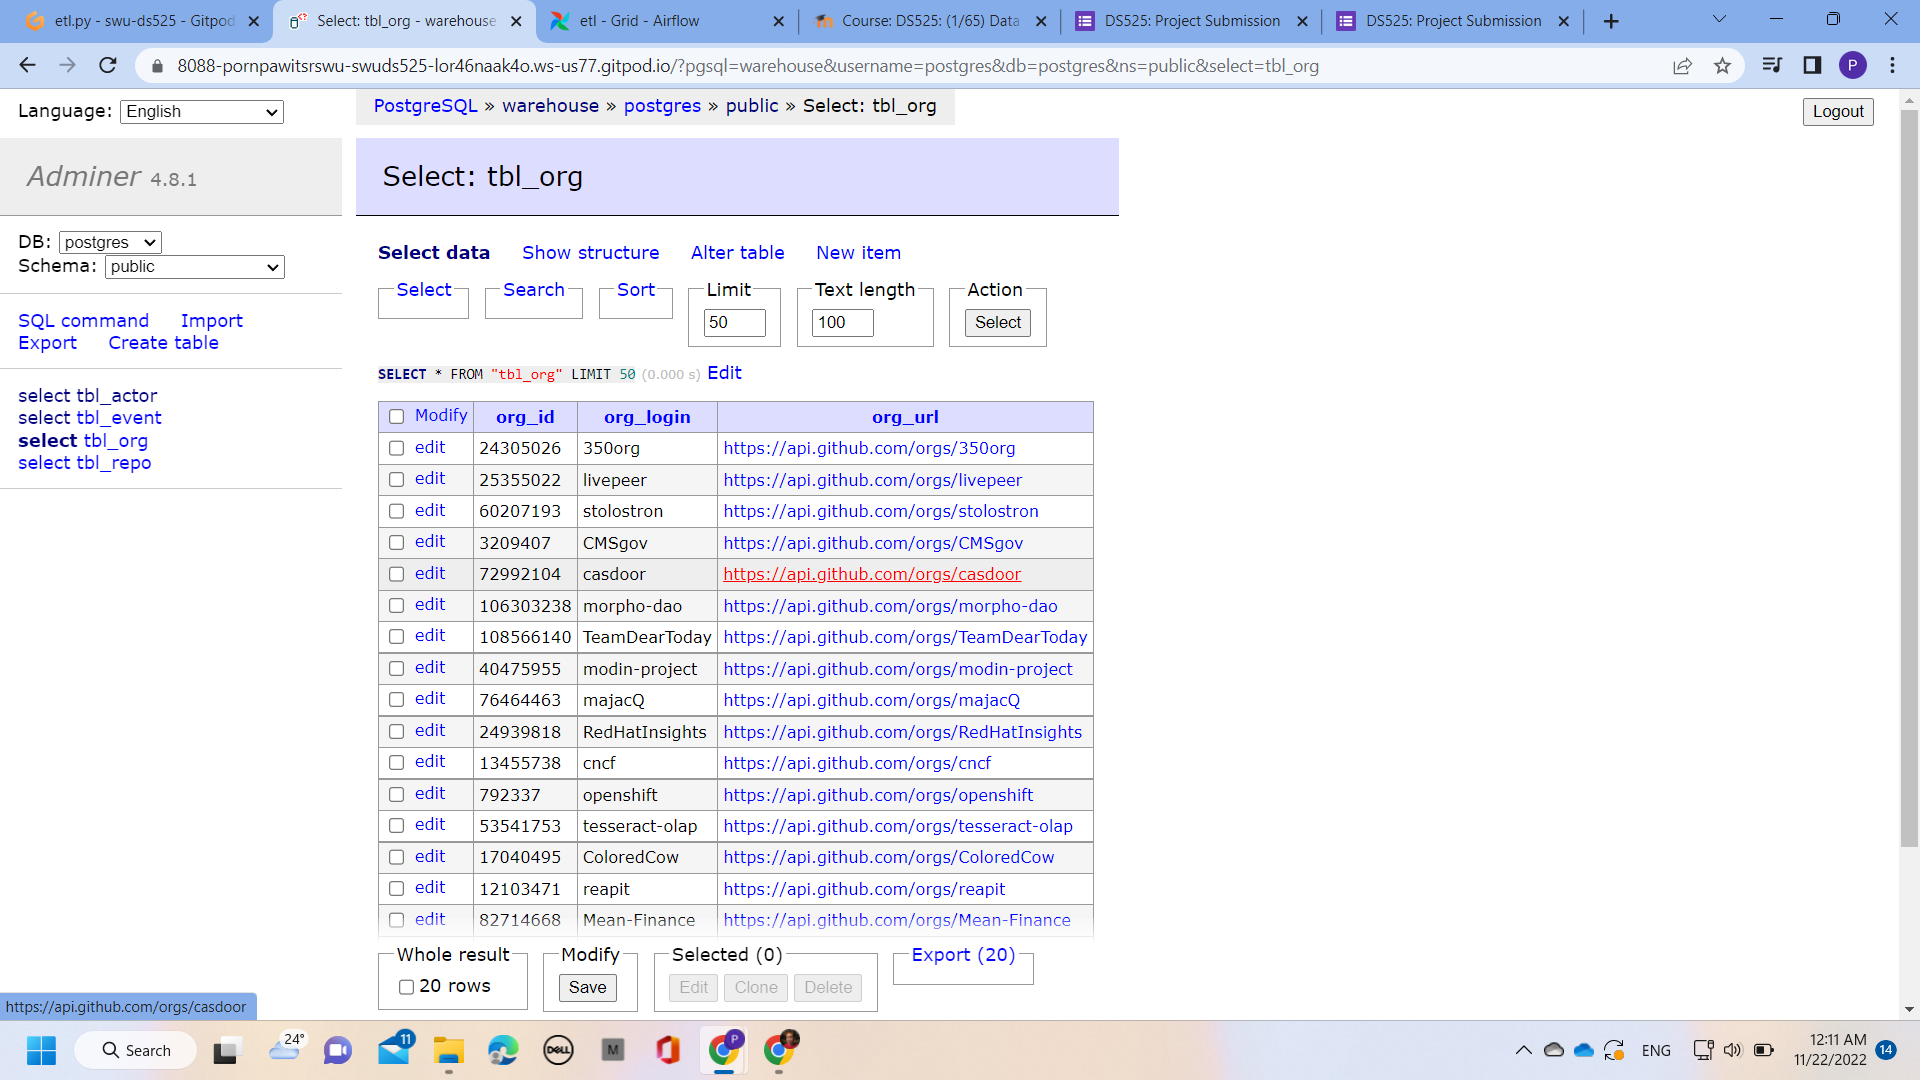 etl.py - swu-ds525 - Gitpod
Select: tbl_org - warehouse
etl - Grid - Airflow
Course: DS525: (1/65) Data
DS525: Project Submission
DS525: Project Submission
8088-pornpawitsrswu-swuds525-lor46naak4o.ws-us77.gitpod.io/?pgsql=warehouse&username=postgres&db=postgres&ns=public&select=tbl_org
P
Language: English
PostgreSQL » warehouse » postgres » public » Select: tbl_org
Logout
Adminer 4.8.1
Select: tbl_org
DB: postgres
Schema: public
SQL command Import
Export Create table
select tbl_actor
select tbl_event
select tbl_org
select tbl_repo
Select data Show structure Alter table New item
Select Search Sort Limit Text length Action
50 100 Select
SELECT * FROM "tbl_org" LIMIT 50 (0.000 s) Edit
Modify org_id org_login org_url
edit 24305026 350org https://api.github.com/orgs/350org
edit 25355022 livepeer https://api.github.com/orgs/livepeer
edit 60207193 stolostron https://api.github.com/orgs/stolostron
edit 3209407 CMSgov https://api.github.com/orgs/CMSgov
edit 72992104 casdoor https://api.github.com/orgs/casdoor
edit 106303238 morpho-dao https://api.github.com/orgs/morpho-dao
edit 108566140 TeamDearToday https://api.github.com/orgs/TeamDearToday
edit 40475955 modin-project https://api.github.com/orgs/modin-project
edit 76464463 majacQ https://api.github.com/orgs/majacQ
edit 24939818 RedHatInsights https://api.github.com/orgs/RedHatInsights
edit 13455738 cncf https://api.github.com/orgs/cncf
edit 792337 openshift https://api.github.com/orgs/openshift
edit 53541753 tesseract-olap https://api.github.com/orgs/tesseract-olap
edit 17040495 ColoredCow https://api.github.com/orgs/ColoredCow
edit 12103471 reapit https://api.github.com/orgs/reapit
edit 82714668 Mean-Finance https://api.github.com/orgs/Mean-Finance
Whole result Modify Selected (0) Export (20)
20 rows Save Edit Clone Delete
https://api.github.com/orgs/casdoor
Search
24°
11
DELL
M
P
ENG
12:11 AM
11/22/2022
14